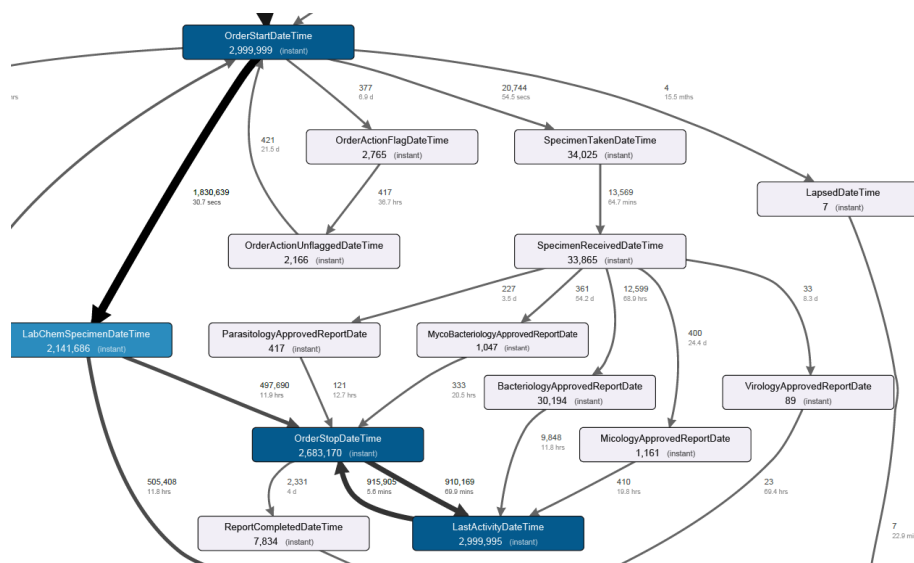 OrderStartDateTime
2,999,999 (instant)
hrs
377
6.9 d
20,744
54.5 secs
4
15.5 mths
421
21.5 d
OrderActionFlagDateTime
2,765 (instant)
SpecimenTakenDateTime
34,025 (instant)
1,830,639
30.7 secs
417
36.7 hrs
13,569
64.7 mins
LapsedDateTime
7 (instant)
OrderActionUnflaggedDateTime
2,166 (instant)
SpecimenReceivedDateTime
33,865 (instant)
227
3.5 d
361
54.2 d
12,599
68.9 hrs
33
8.3 d
LabChemSpecimenDateTime
2,141,686 (instant)
ParasitologyApprovedReportDate
417 (instant)
MycoBacteriologyApprovedReportDate
1,047 (instant)
400
24.4 d
497,690
11.9 hrs
121
12.7 hrs
333
20.5 hrs
BacteriologyApprovedReportDate
30,194 (instant)
VirologyApprovedReportDate
89 (instant)
OrderStopDateTime
2,683,170 (instant)
9,848
11.8 hrs
MicologyApprovedReportDate
1,161 (instant)
505,408
11.8 hrs
2,331
4 d
915,905
5.6 mins
910,169
69.9 mins
410
19.8 hrs
23
69.4 hrs
ReportCompletedDateTime
7,834 (instant)
LastActivityDateTime
2,999,995 (instant)
7
22.9